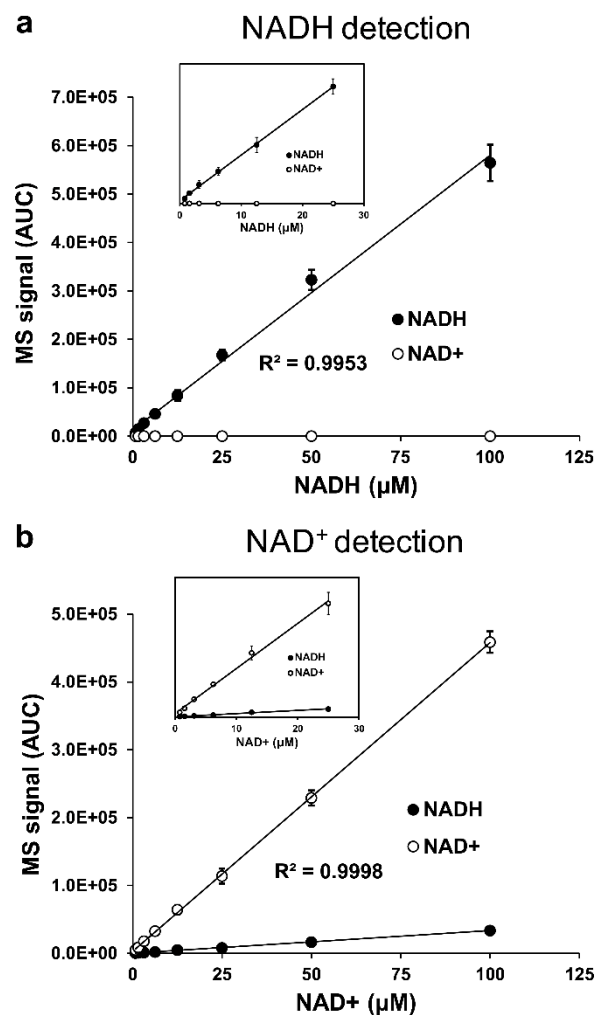 a
NADH detection
7.0E+05
6.0E+05
5.0E+05
4.0E+05
3.0E+05
2.0E+05
1.0E+05
0.0E+00
MS signal (AUC)
NADH
NAD+
0 10 20 30
NADH (µM)
NADH
NAD+
R² = 0.9953
0 25 50 75 100 125
NADH (µM)
b
NAD⁺ detection
5.0E+05
4.0E+05
3.0E+05
2.0E+05
1.0E+05
0.0E+00
MS signal (AUC)
NADH
NAD+
0 10 20 30
NAD+ (µM)
NADH
NAD+
R² = 0.9998
0 25 50 75 100 125
NAD+ (µM)